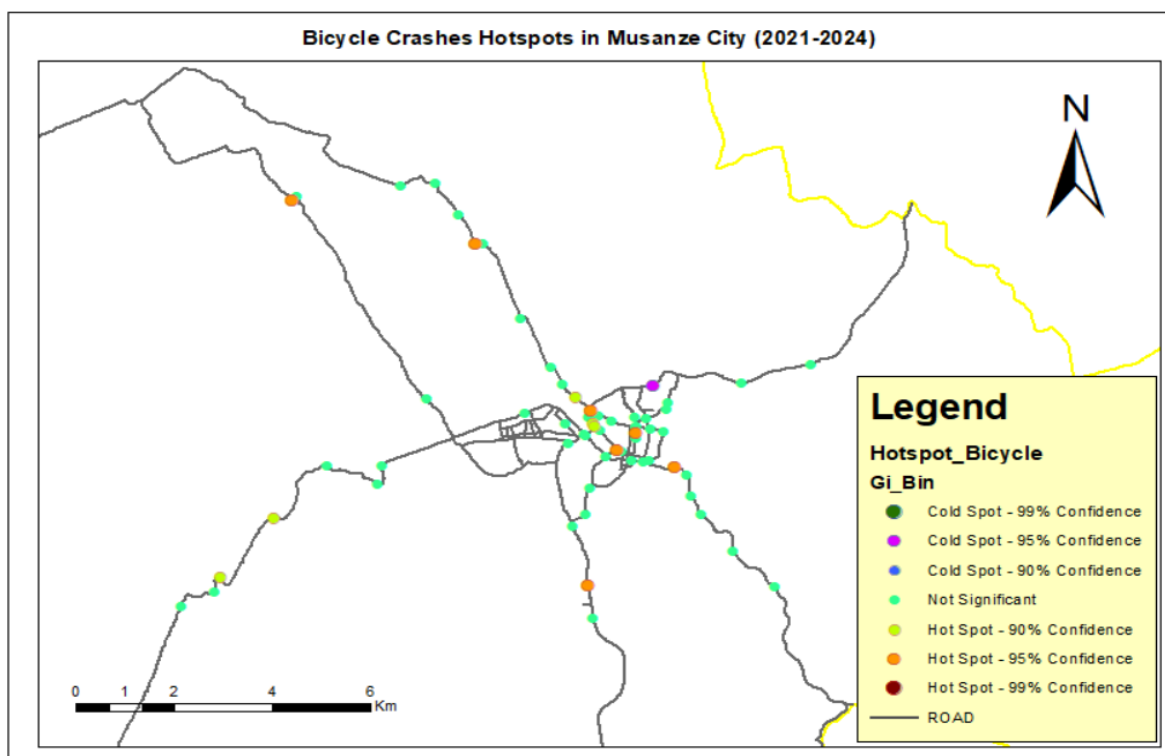 Bicycle Crashes Hotspots in Musanze City (2021-2024)
N
Legend
Hotspot_Bicycle
Gi_Bin
Cold Spot - 99% Confidence
Cold Spot - 95% Confidence
Cold Spot - 90% Confidence
Not Significant
Hot Spot - 90% Confidence
Hot Spot - 95% Confidence
Hot Spot - 99% Confidence
ROAD
0 1 2 4 6
Km